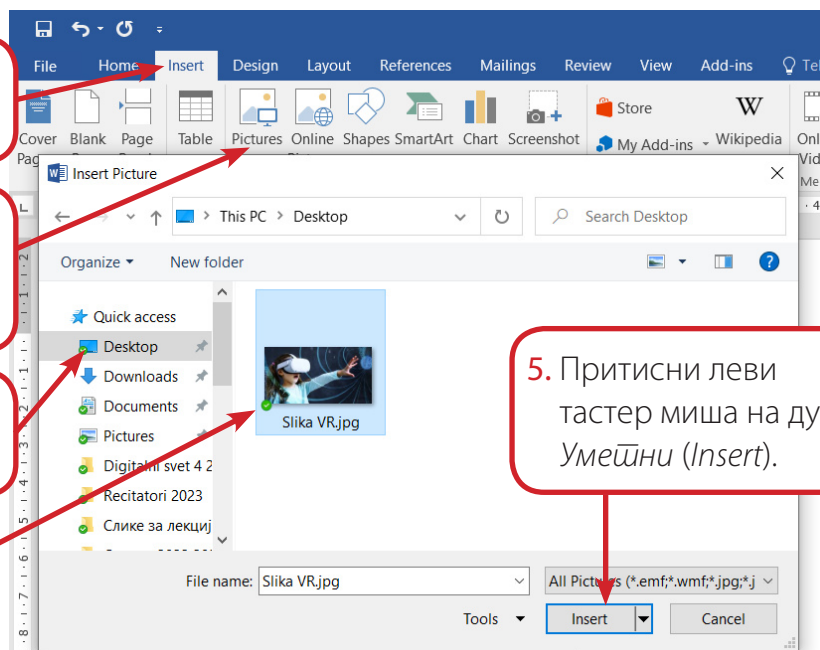 File Home Insert Design Layout References Mailings Review View Add-ins Tel
Cover Blank Page Table Pictures Online Shapes SmartArt Chart Screenshot
Store
My Add-ins
W
Wikipedia
Insert Picture
This PC > Desktop
Search Desktop
Organize New folder
Quick access
Desktop
Downloads
Documents
Pictures
Digitalni svet 4 2
Recitatori 2023
Слике за лекциј
Slika VR.jpg
5. Притисни леви
тастер миша на ду
Уметни (Insert).
File name: Slika VR.jpg
All Pictures (*.emf;*.wmf;*.jpg;*.j
Tools Insert Cancel